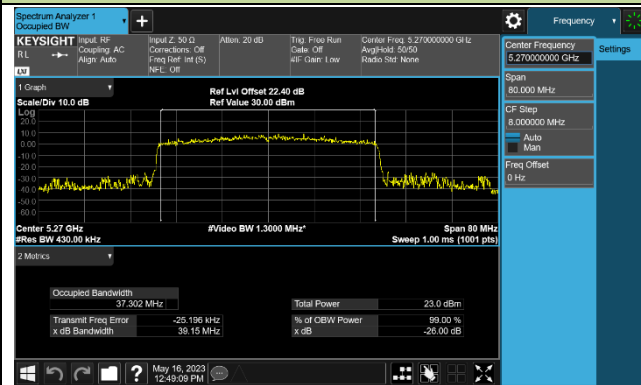 Spectrum Analyzer 1
Occupied BW
Frequency
KEYSIGHT
RL
LXI
Input: RF
Coupling: AC
Align: Auto
Input Z: 50 Ω
Corrections: Off
Freq Ref: Int (S)
NFE: Off
Atten: 20 dB
Trig: Free Run
Gate: Off
#IF Gain: Low
Center Freq: 5.270000000 GHz
Avg|Hold: 50/50
Radio Std: None
Center Frequency
5.270000000 GHz
Settings
Span
80.000 MHz
CF Step
8.000000 MHz
Auto
Man
Freq Offset
0 Hz
1 Graph
Scale/Div 10.0 dB
Ref Lvl Offset 22.40 dB
Ref Value 30.00 dBm
Log
20.0
10.0
0.00
-10.0
-20.0
-30.0
-40.0
-50.0
-60.0
Center 5.27 GHz
#Video BW 1.3000 MHz*
Span 80 MHz
#Res BW 430.00 kHz
Sweep 1.00 ms (1001 pts)
2 Metrics
Occupied Bandwidth
37.302 MHz
Total Power 23.0 dBm
Transmit Freq Error -25.196 kHz
% of OBW Power 99.00 %
x dB Bandwidth 39.15 MHz
x dB -26.00 dB
May 16, 2023
12:49:09 PM